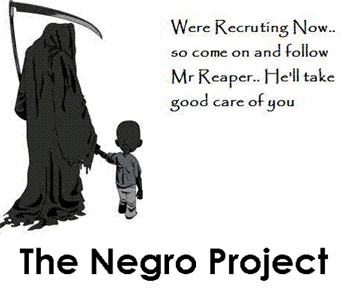 Were Recruting Now..
so come on and follow
Mr Reaper.. He'll take
good care of you
The Negro Project